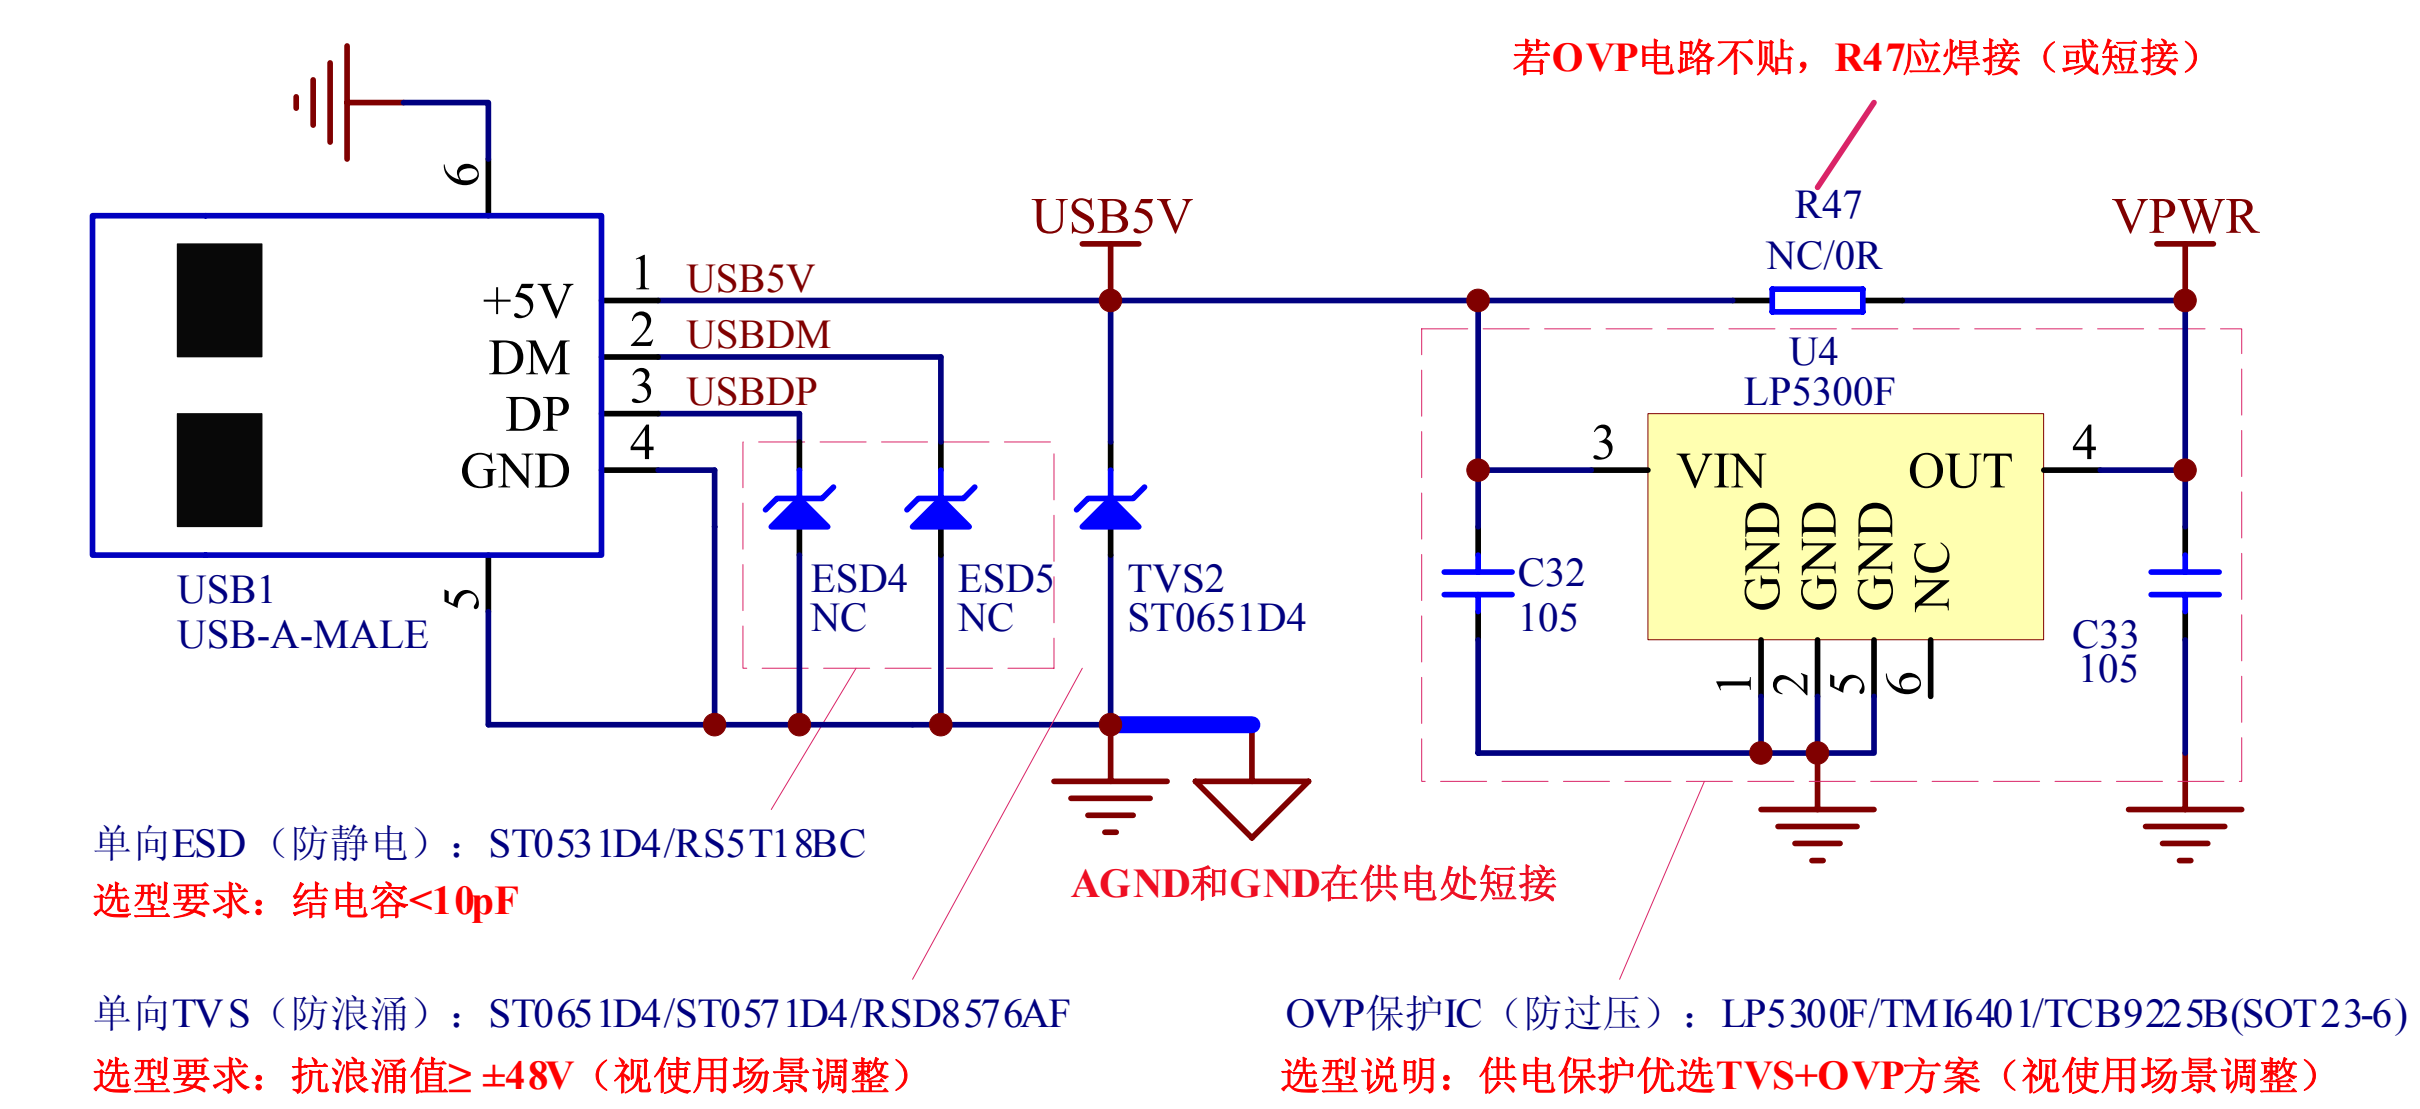 若OVP电路不贴，R47应焊接（或短接）
6
R47
NC/0R
USB5V
VPWR
+5V
1
USB5V
DM
2
USBDM
DP
3
USBDP
GND
4
U4
LP5300F
3
VIN
OUT
4
GND
GND
GND
NC
1
2
5
6
C32
105
C33
105
ESD4
NC
ESD5
NC
TVS2
ST0651D4
USB1
USB-A-MALE
5
单向ESD（防静电）：ST0531D4/RS5T18BC
选型要求：结电容<10pF
AGND和GND在供电处短接
单向TVS（防浪涌）：ST0651D4/ST0571D4/RSD8576AF
选型要求：抗浪涌值≥ ±48V（视使用场景调整）
OVP保护IC（防过压）：LP5300F/TMI6401/TCB9225B(SOT23-6)
选型说明：供电保护优选TVS+OVP方案（视使用场景调整）